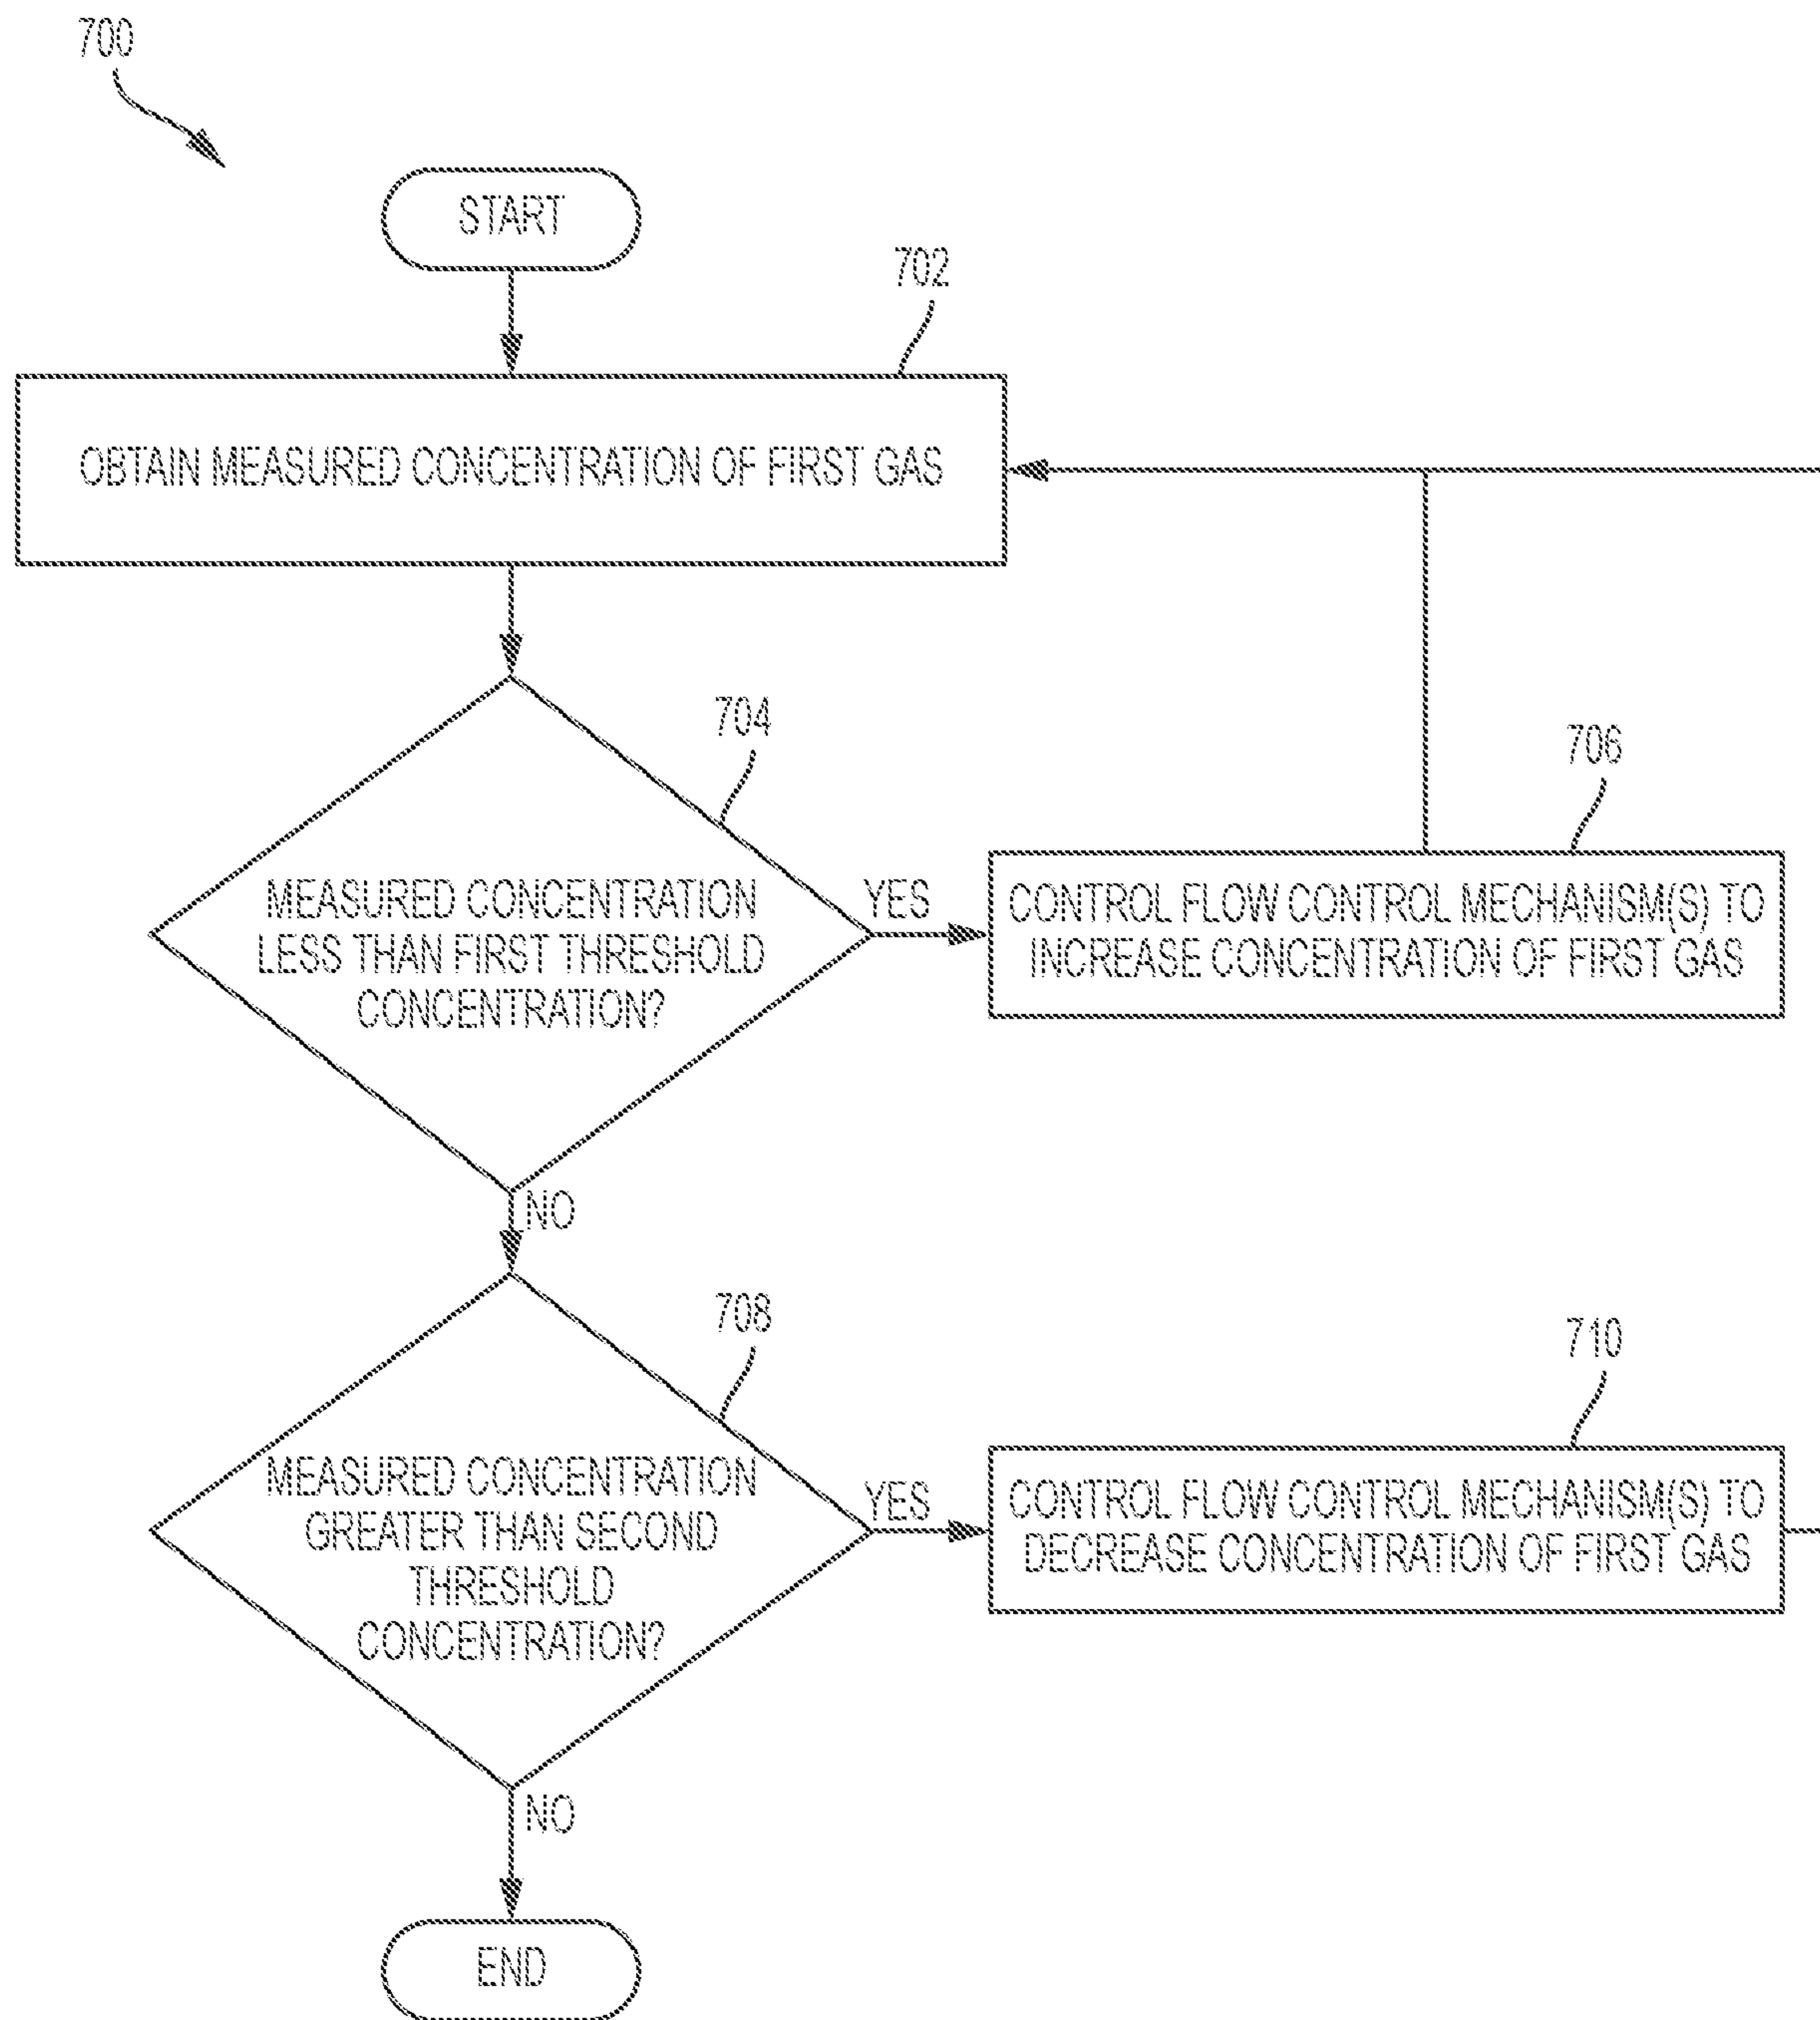 700
START
702
OBTAIN MEASURED CONCENTRATION OF FIRST GAS
704
MEASURED CONCENTRATION
LESS THAN FIRST THRESHOLD
CONCENTRATION?
YES
706
CONTROL FLOW CONTROL MECHANISM(S) TO
INCREASE CONCENTRATION OF FIRST GAS
NO
708
MEASURED CONCENTRATION
GREATER THAN SECOND
THRESHOLD
CONCENTRATION?
YES
710
CONTROL FLOW CONTROL MECHANISM(S) TO
DECREASE CONCENTRATION OF FIRST GAS
NO
END